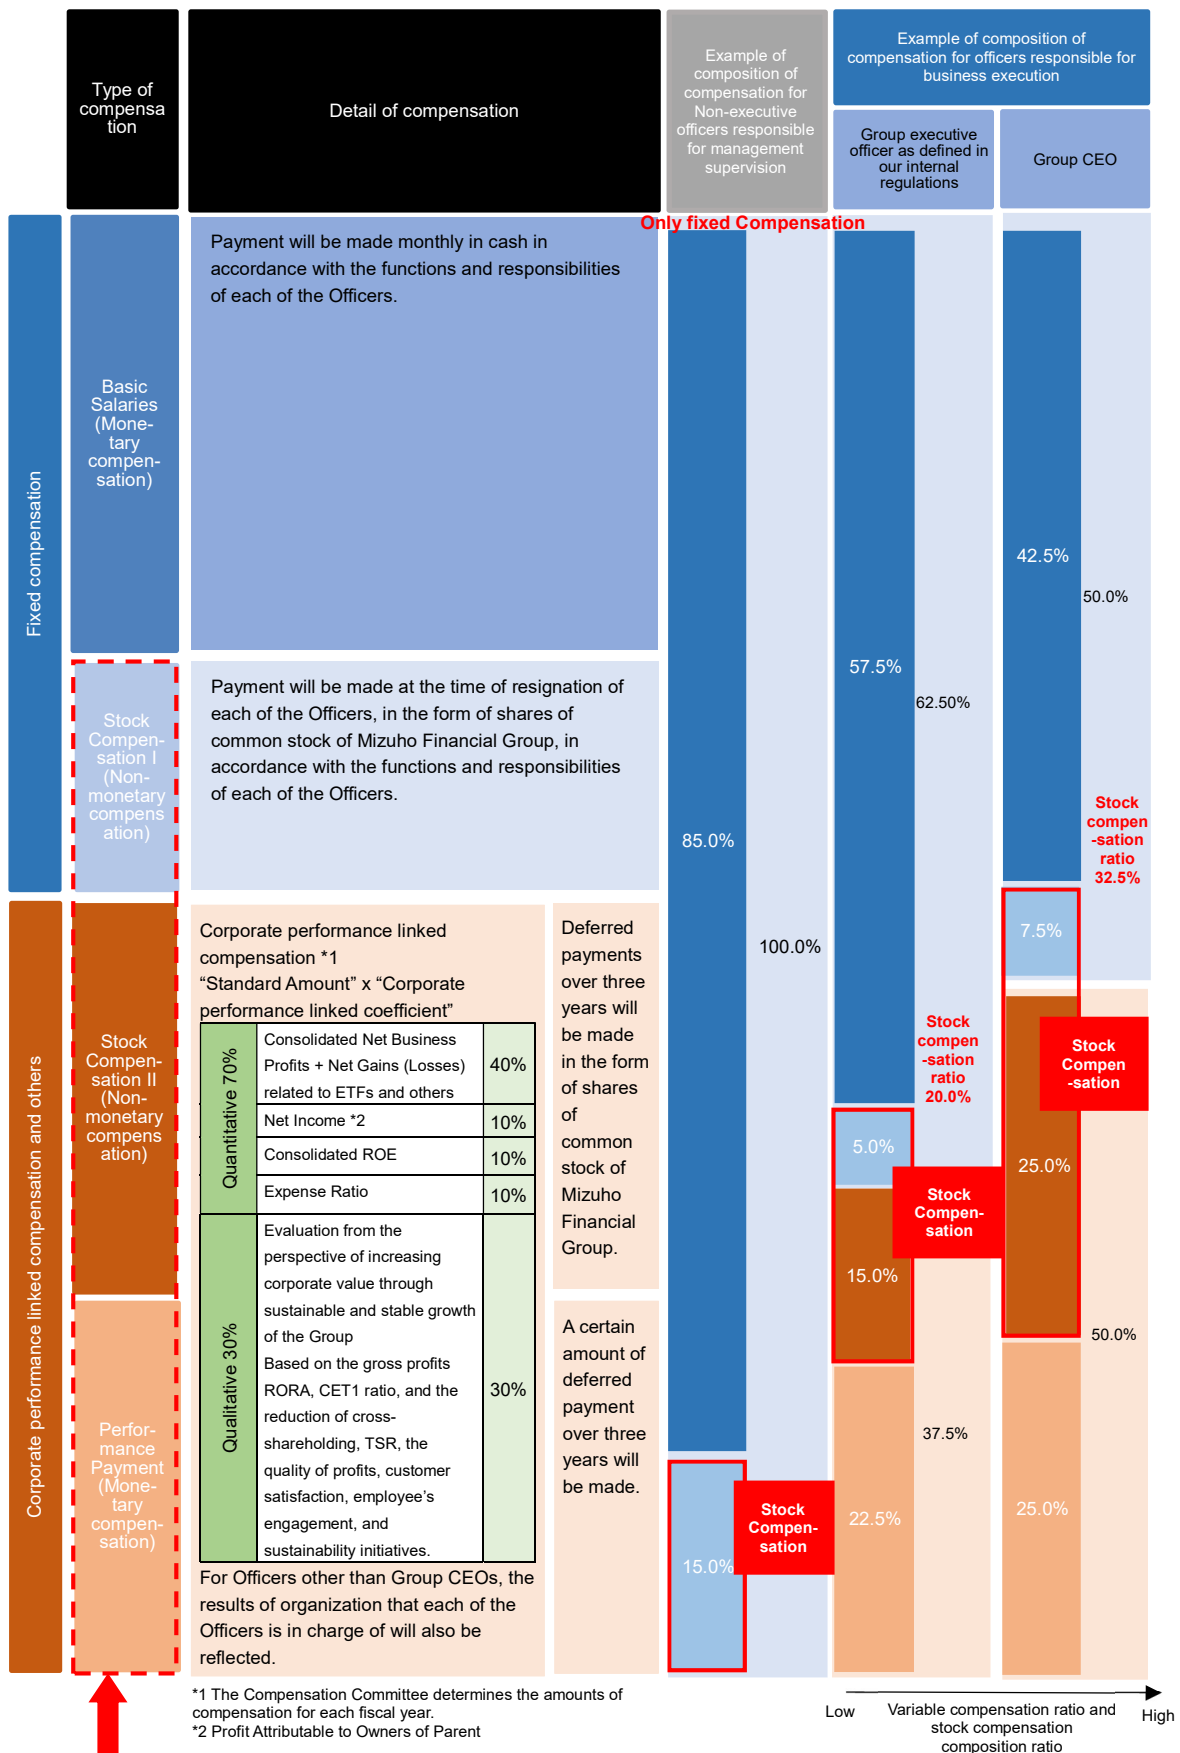 Type of
compensa
tion
Detail of compensation
Example of
composition of
compensation for
Non-executive
officers responsible
for management
supervision
Example of composition of
compensation for officers responsible for
business execution
Group executive
officer as defined in
our internal
regulations
Group CEO
Only fixed Compensation
Fixed compensation
Basic
Salaries
(Mone-
tary
compen-
sation)
Payment will be made monthly in cash in
accordance with the functions and responsibilities
of each of the Officers.
Stock
Compen-
sation I
(Non-
monetary
compens
ation)
Payment will be made at the time of resignation of
each of the Officers, in the form of shares of
common stock of Mizuho Financial Group, in
accordance with the functions and responsibilities
of each of the Officers.
Corporate performance linked compensation and others
Stock
Compen-
sation II
(Non-
monetary
compens
ation)
Perfor-
mance
Payment
(Mone-
tary
compen-
sation)
Corporate performance linked
compensation *1
“Standard Amount” x “Corporate
performance linked coefficient”
Quantitative 70%
Consolidated Net Business
Profits + Net Gains (Losses)
related to ETFs and others
40%
Net Income *2
10%
Consolidated ROE
10%
Expense Ratio
10%
Qualitative 30%
Evaluation from the
perspective of increasing
corporate value through
sustainable and stable growth
of the Group
Based on the gross profits
RORA, CET1 ratio, and the
reduction of cross-
shareholding, TSR, the
quality of profits, customer
satisfaction, employee’s
engagement, and
sustainability initiatives.
30%
For Officers other than Group CEOs, the
results of organization that each of the
Officers is in charge of will also be
reflected.
Deferred
payments
over three
years will
be made
in the form
of shares
of
common
stock of
Mizuho
Financial
Group.
A certain
amount of
deferred
payment
over three
years will
be made.
85.0%
100.0%
15.0%
Stock
Compen-
sation
57.5%
62.50%
Stock
compen
-sation
ratio
20.0%
5.0%
15.0%
Stock
Compen-
sation
37.5%
22.5%
42.5%
50.0%
Stock
compen
-sation
ratio
32.5%
7.5%
Stock
Compen
-sation
25.0%
50.0%
25.0%
*1 The Compensation Committee determines the amounts of
compensation for each fiscal year.
*2 Profit Attributable to Owners of Parent
Low
Variable compensation ratio and
stock compensation
composition ratio
High